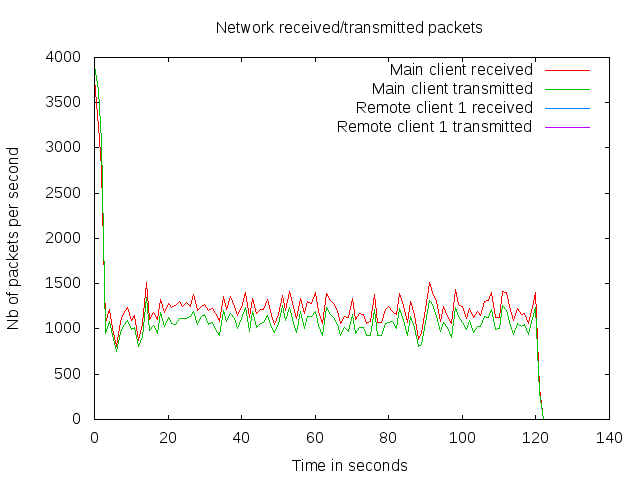 Network received/transmitted packets
Main client received
Main client transmitted
Remote client 1 received
Remote client 1 transmitted
Nb of packets per second
4000
3500
3000
2500
2000
1500
1000
500
0
0 20 40 60 80 100 120 140
Time in seconds